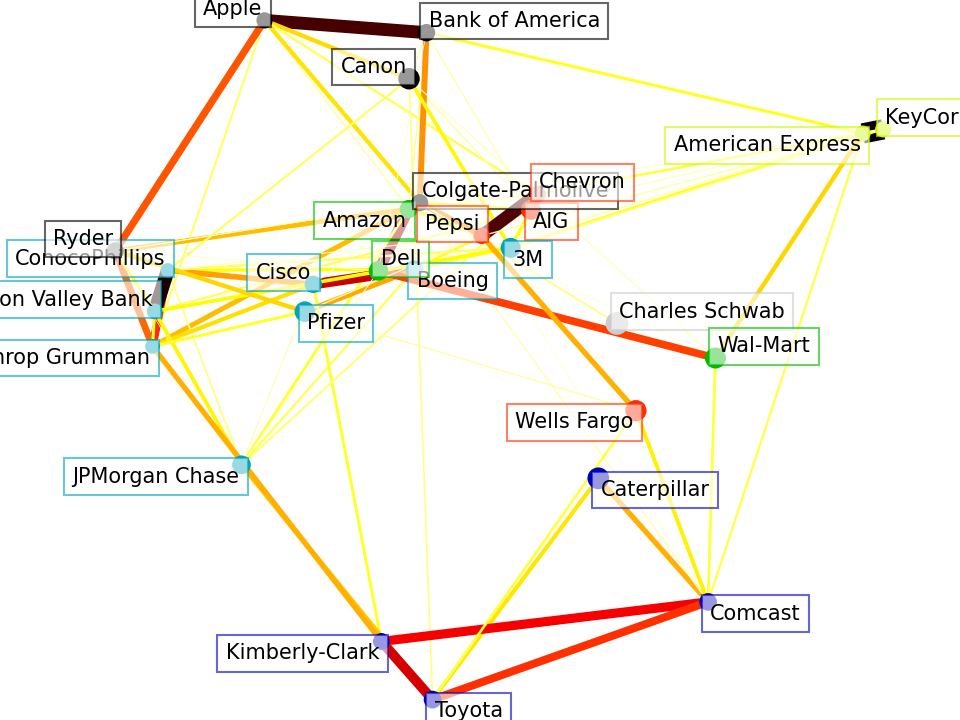 Apple
Bank of America
Canon
KeyCor
American Express
Chevron
Colgate-Palmolive
Amazon
Pepsi
AIG
Ryder
ConocoPhillips
Cisco
Dell
3M
Boeing
on Valley Bank
Pfizer
Charles Schwab
Wal-Mart
hrop Grumman
Wells Fargo
JPMorgan Chase
Caterpillar
Comcast
Kimberly-Clark
Toyota